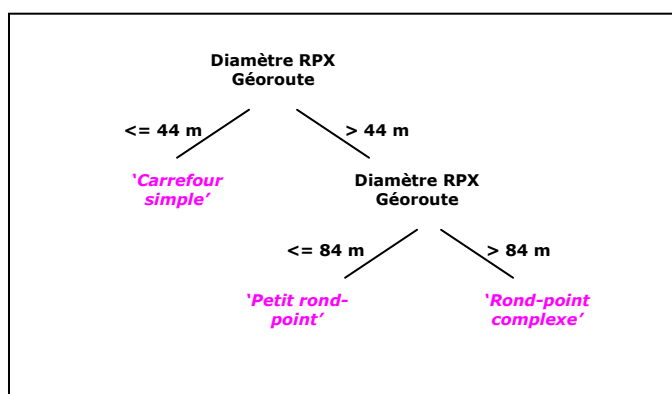 Diamètre RPX
Géoroute
<= 44 m
> 44 m
‘Carrefour
simple’
Diamètre RPX
Géoroute
<= 84 m
> 84 m
‘Petit rond-
point’
‘Rond-point
complexe’